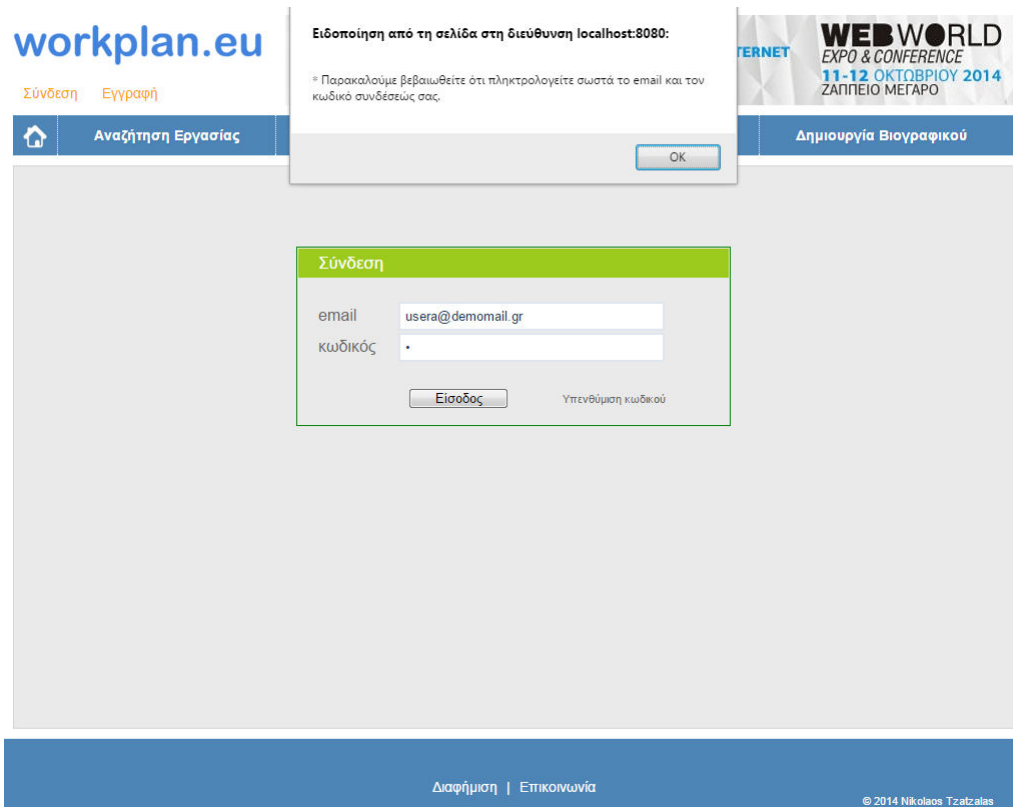 workplan.eu
Σύνδεση Εγγραφή
Ειδοποίηση από τη σελίδα στη διεύθυνση localhost:8080:
* Παρακαλούμε βεβαιωθείτε ότι πληκτρολογείτε σωστά το email και τον
κωδικό συνδέσεώς σας.
OK
WEBWORLD
EXPO & CONFERENCE
11-12 ΟΚΤΩΒΡΙΟΥ 2014
ΖΑΠΠΕΙΟ ΜΕΓΑΡΟ
Αναζήτηση Εργασίας
Δημιουργία Βιογραφικού
Σύνδεση
email usera@demomail.gr
κωδικός •
Είσοδος Υπενθύμιση κωδικού
Διαφήμιση | Επικοινωνία
© 2014 Nikolaos Tzatzalas